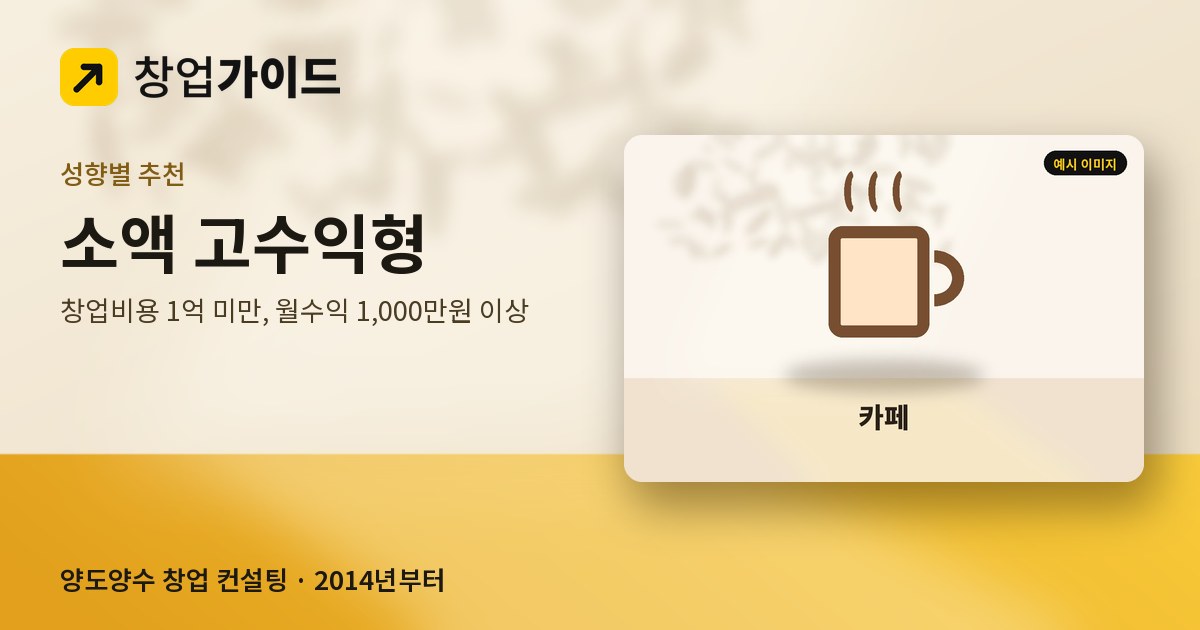 창업가이드
성향별 추천
소액 고수익형
창업비용 1억 미만, 월수익 1,000만원 이상
예시 이미지
카페
양도양수 창업 컨설팅 · 2014년부터